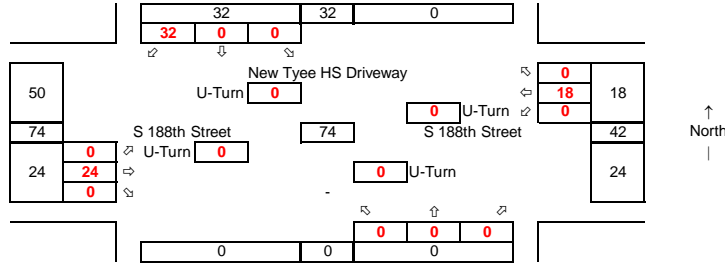 32 32 0
32 0 0
⬃ ⇩ ⬂
New Tyee HS Driveway ⬁ 0
50 U-Turn 0 ⇦ 18 18
0 U-Turn ⬃ 0 ↑
74 S 188th Street 74 S 188th Street 42 North
0 ⬀ U-Turn 0 |
24 24 ⇨ 0 U-Turn 24
0 ⬂ -
⬁ ⇧ ⬀
0 0 0
0 0 0